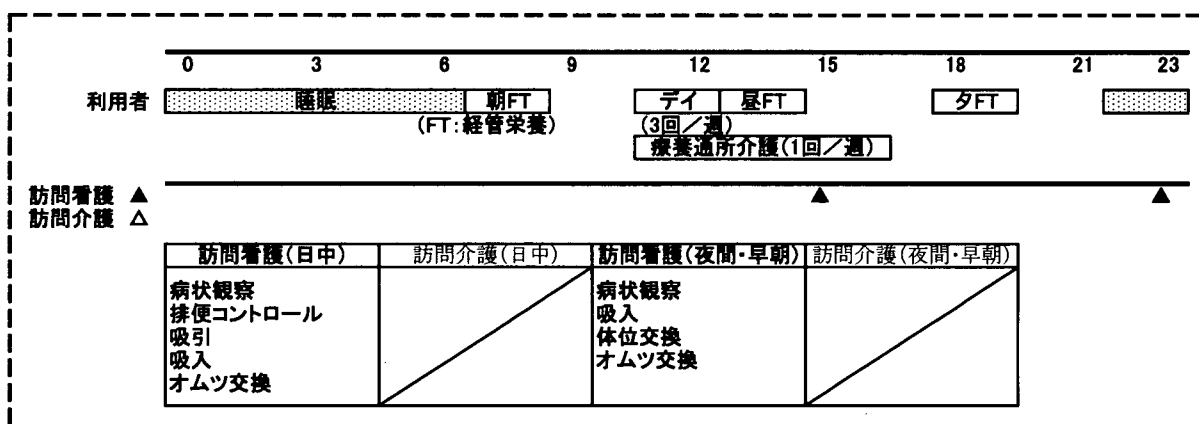 0 3 6 9 12 15 18 21 23
利用者 睡眠 朝FT デイ 昼FT 夕FT
(FT:経管栄養) (3回/週)
療養通所介護(1回/週)
訪問看護 ▲ ▲ ▲
訪問介護 △
訪問看護(日中) 訪問介護(日中) 訪問看護(夜間・早朝) 訪問介護(夜間・早朝)
病状観察 病状観察
排便コントロール 吸入
吸引 体位交換
吸入 オムツ交換
オムツ交換